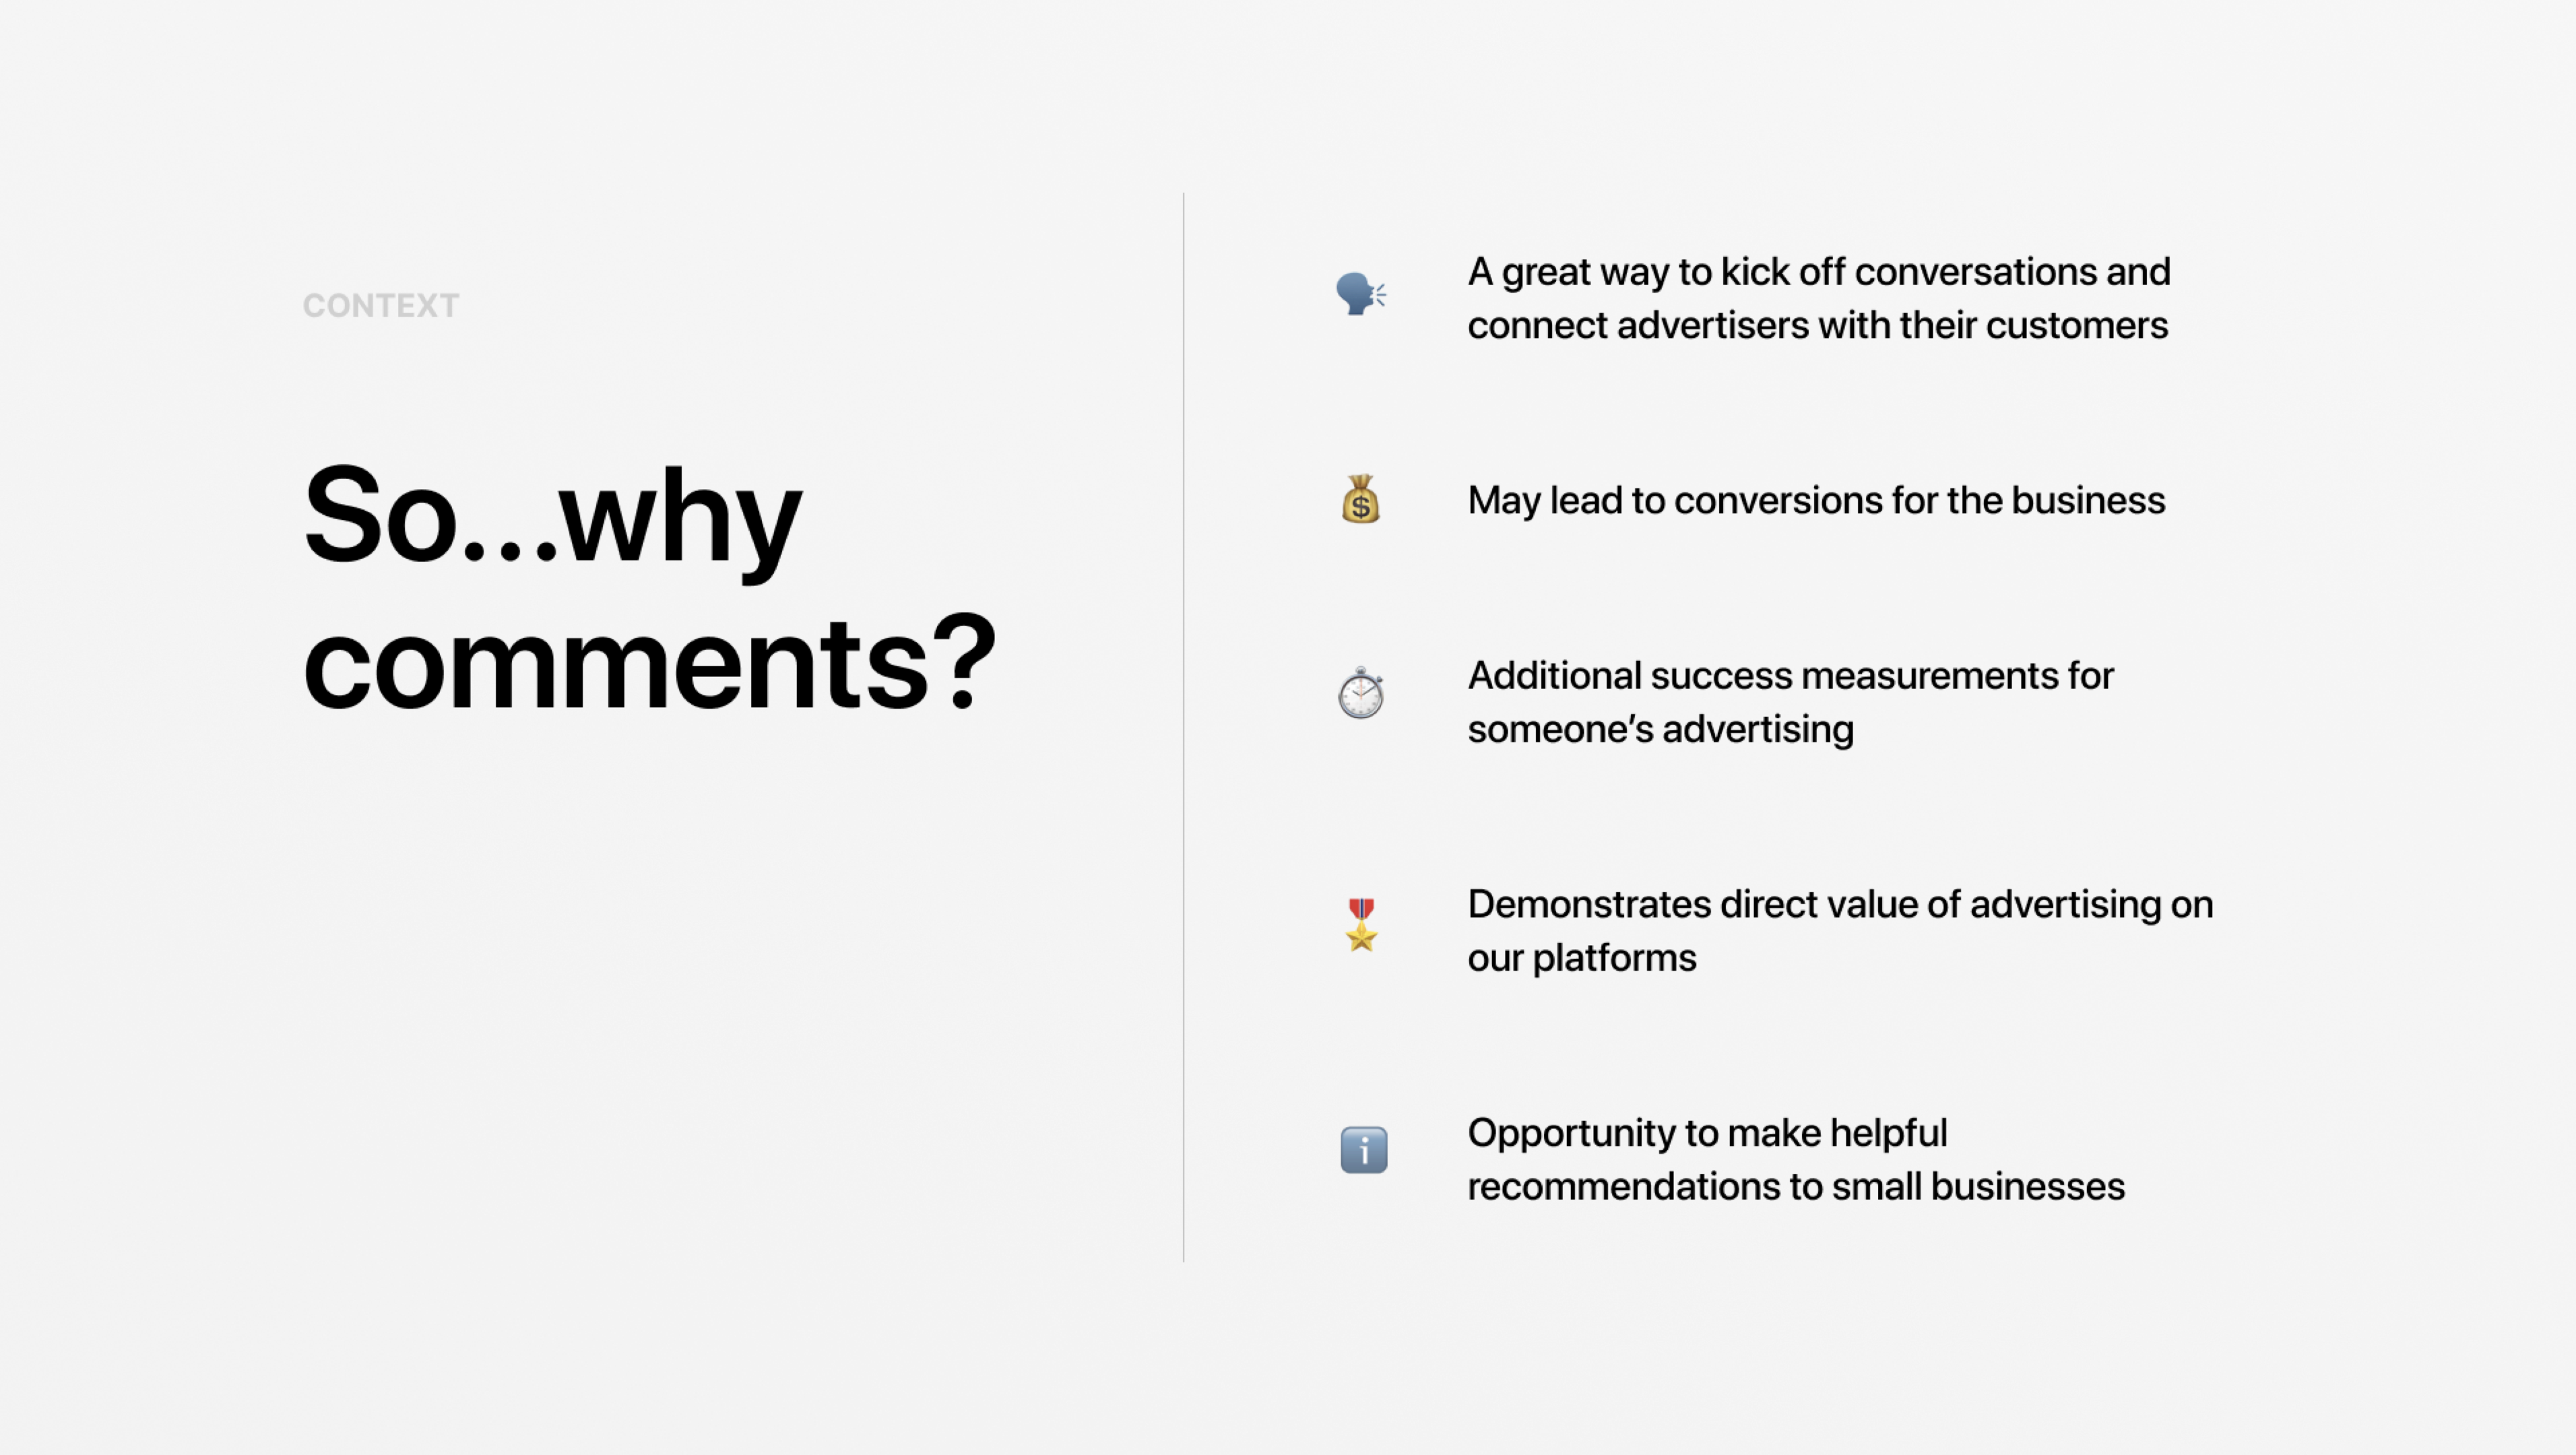 CONTEXT
So...why
comments?
A great way to kick off conversations and
connect advertisers with their customers
May lead to conversions for the business
Additional success measurements for
someone’s advertising
Demonstrates direct value of advertising on
our platforms
Opportunity to make helpful
recommendations to small businesses